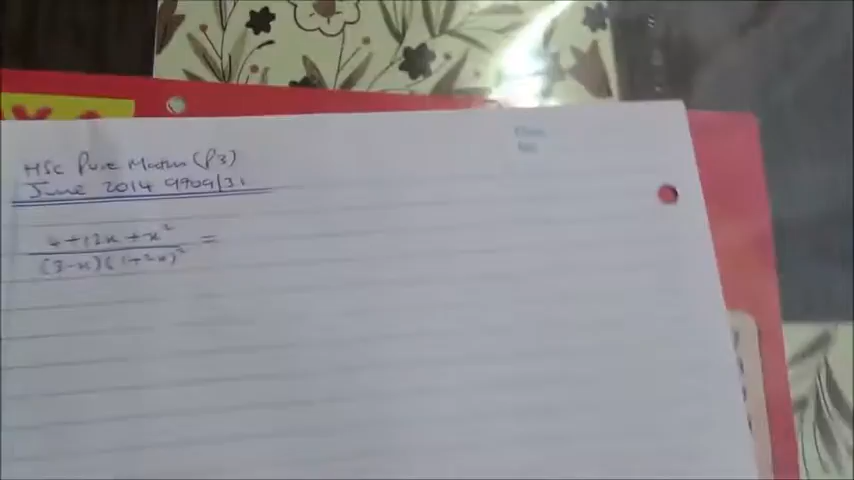 HSC Pure Maths (P3)
June 2014 9709/31
4+12x+x²
(3-x)(1+2x)²
=